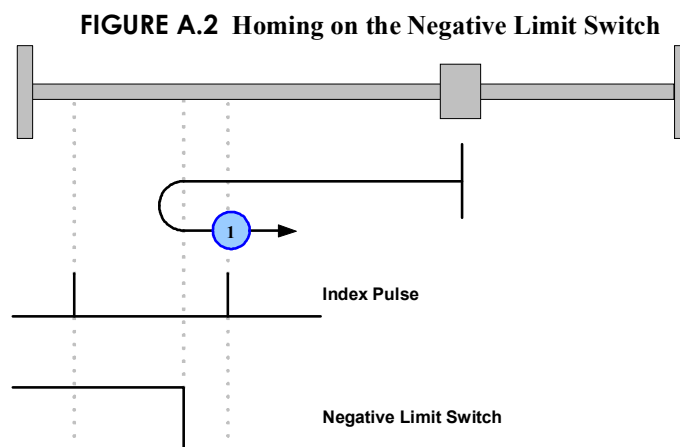 FIGURE A.2 Homing on the Negative Limit Switch
1
Index Pulse
Negative Limit Switch